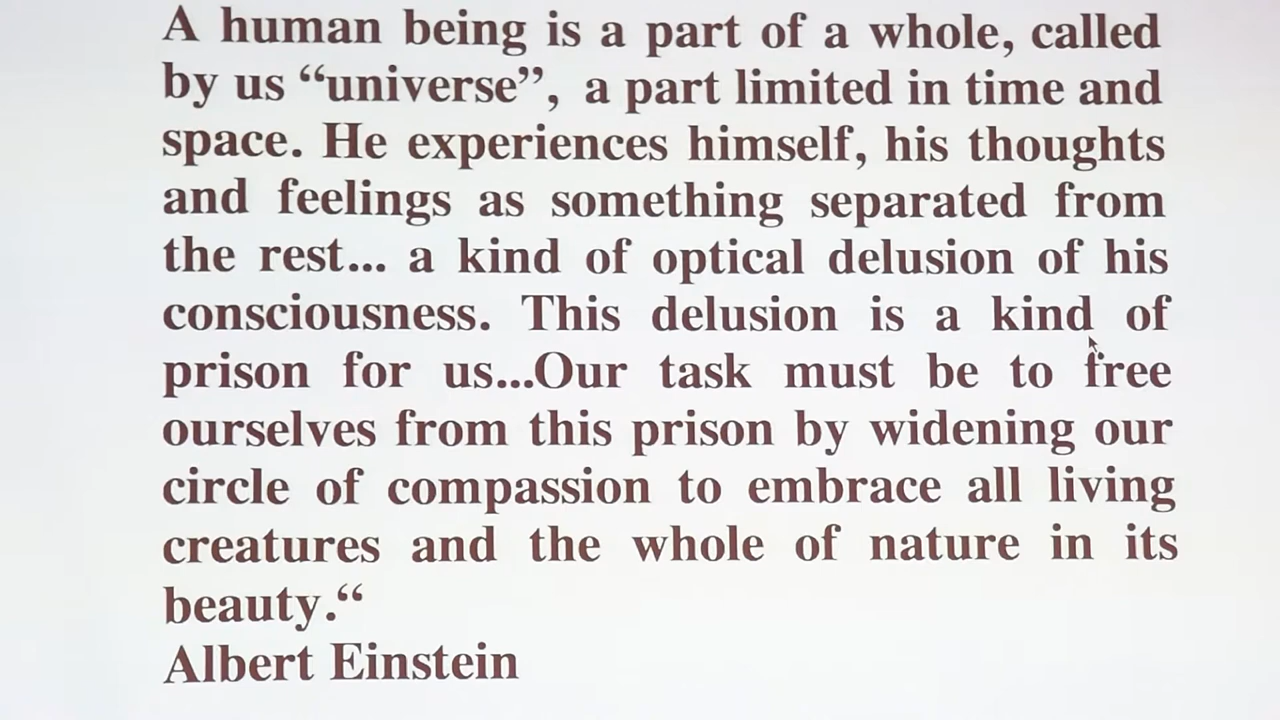 A human being is a part of a whole, called
by us “universe”, a part limited in time and
space. He experiences himself, his thoughts
and feelings as something separated from
the rest... a kind of optical delusion of his
consciousness. This delusion is a kind of
prison for us...Our task must be to free
ourselves from this prison by widening our
circle of compassion to embrace all living
creatures and the whole of nature in its
beauty.“
Albert Einstein